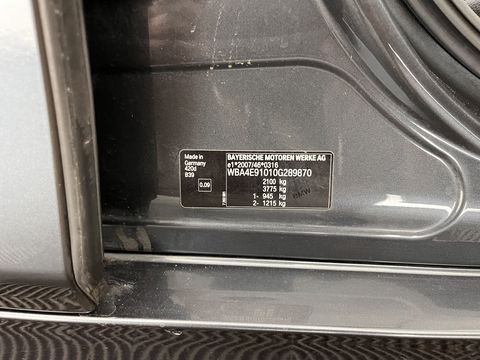 Made in
Germany
420d
B39
0.09
BAYERISCHE MOTOREN WERKE AG
e1*2007/46*0316
WBA4E91010G289870
2100 kg
3775 kg
1- 945 kg
2- 1215 kg
BMW